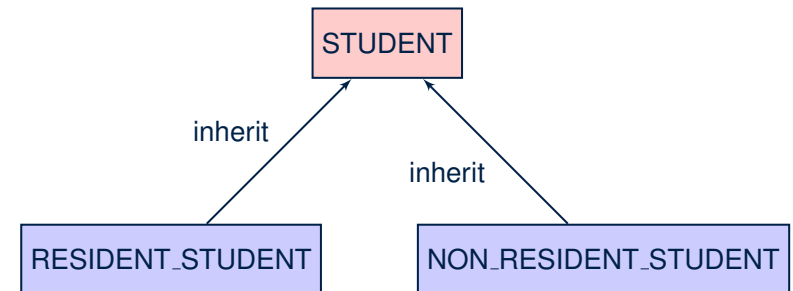 STUDENT
inherit
inherit
RESIDENT_STUDENT
NON_RESIDENT_STUDENT